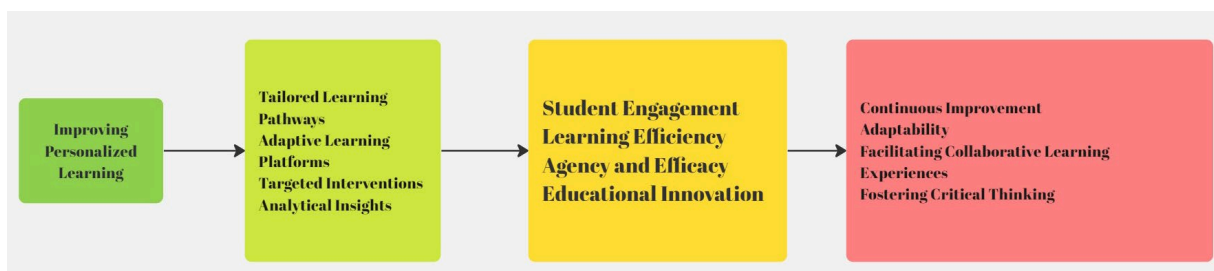 Improving
Personalized
Learning
Tailored Learning
Pathways
Adaptive Learning
Platforms
Targeted Interventions
Analytical Insights
Student Engagement
Learning Efficiency
Agency and Efficacy
Educational Innovation
Continuous Improvement
Adaptability
Facilitating Collaborative Learning
Experiences
Fostering Critical Thinking